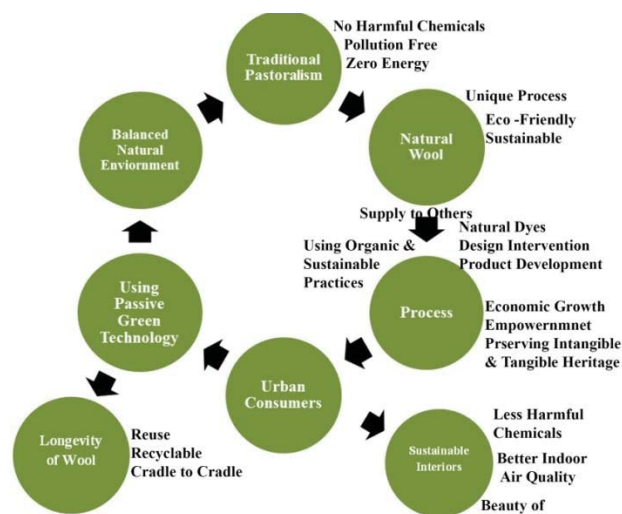 Traditional
Pastoralism
No Harmful Chemicals
Pollution Free
Zero Energy
Natural
Wool
Unique Process
Eco -Friendly
Sustainable
Supply to Others
Natural Dyes
Design Intervention
Product Development
Using Organic &
Sustainable
Practices
Process
Economic Growth
Empowernmnet
Prserving Intangible
& Tangible Heritage
Urban
Consumers
Sustainable
Interiors
Less Harmful
Chemicals
Better Indoor
Air Quality
Beauty of
Using
Passive
Green
Technology
Longevity
of Wool
Reuse
Recyclable
Cradle to Cradle
Balanced
Natural
Enviornment